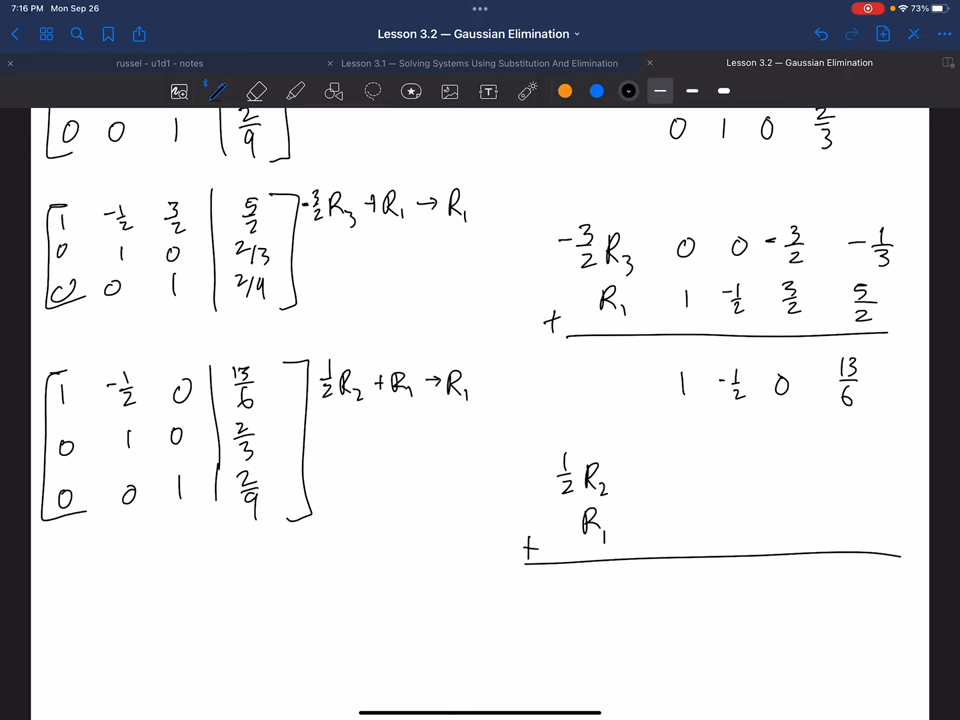 7:16 PM Mon Sep 26
73%
Lesson 3.2 — Gaussian Elimination
russel - u1d1 - notes
Lesson 3.1 — Solving Systems Using Substitution And Elimination
Lesson 3.2 — Gaussian Elimination
0 0 1 | 2/9
0 1 0 2/3
1 -1/2 3/2 | 5/2
0 1 0 | 2/3
0 0 1 | 2/9
-3/2 R₃ + R₁ → R₁
-3/2 R₃ 0 0 -3/2 -1/3
R₁ 1 -1/2 3/2 5/2
+
1 -1/2 0 13/6
1 -1/2 0 | 13/6
0 1 0 | 2/3
0 0 1 | 2/9
1/2 R₂ + R₁ → R₁
1/2 R₂
R₁
+